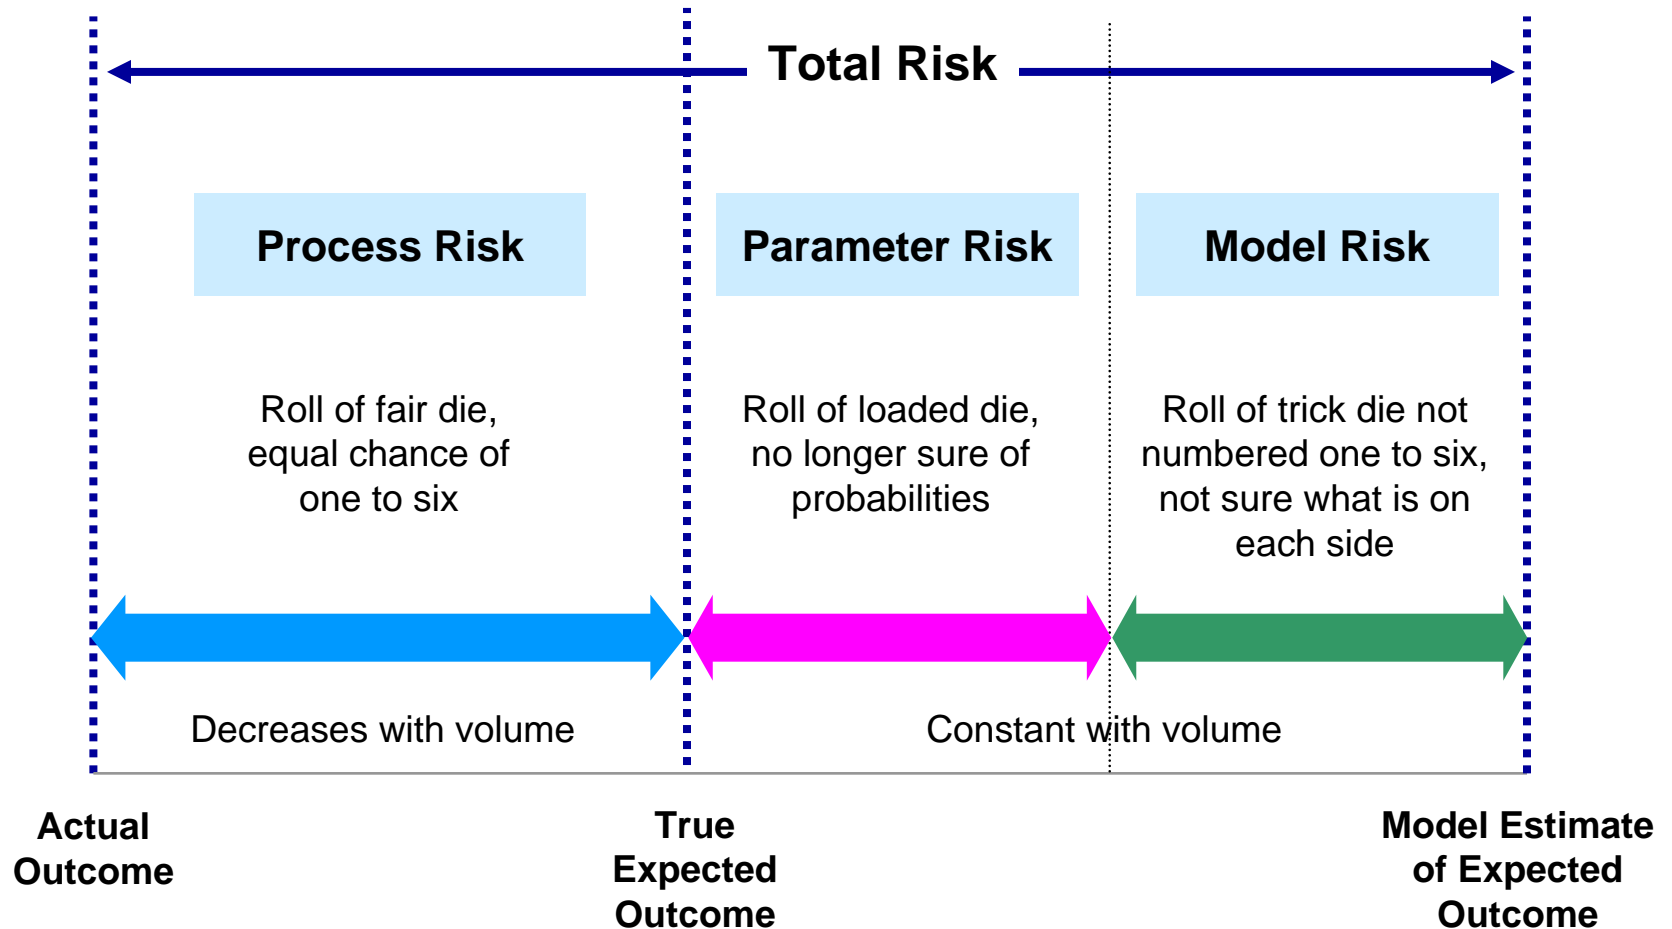 Total Risk
Process Risk
Parameter Risk
Model Risk
Roll of fair die,
equal chance of
one to six
Roll of loaded die,
no longer sure of
probabilities
Roll of trick die not
numbered one to six,
not sure what is on
each side
Decreases with volume
Constant with volume
Actual
Outcome
True
Expected
Outcome
Model Estimate
of Expected
Outcome